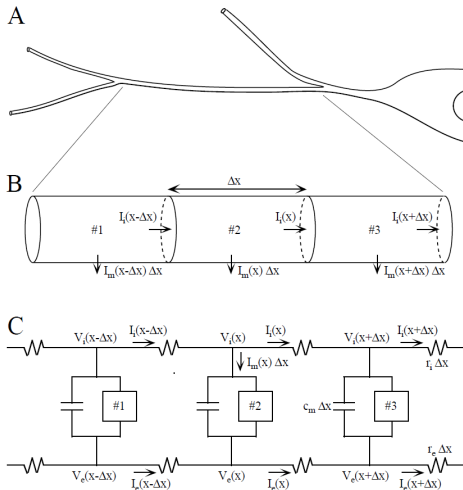 A
B
Δx
I_i(x-Δx) I_i(x) I_i(x+Δx)
#1 #2 #3
I_m(x-Δx) Δx I_m(x) Δx I_m(x+Δx) Δx
C
V_i(x-Δx) I_i(x-Δx) V_i(x) I_i(x) V_i(x+Δx) I_i(x+Δx)
I_m(x) Δx r_i Δx
#1 #2 c_m Δx #3
r_e Δx
V_e(x-Δx) I_e(x-Δx) V_e(x) I_e(x) V_e(x+Δx) I_e(x+Δx)